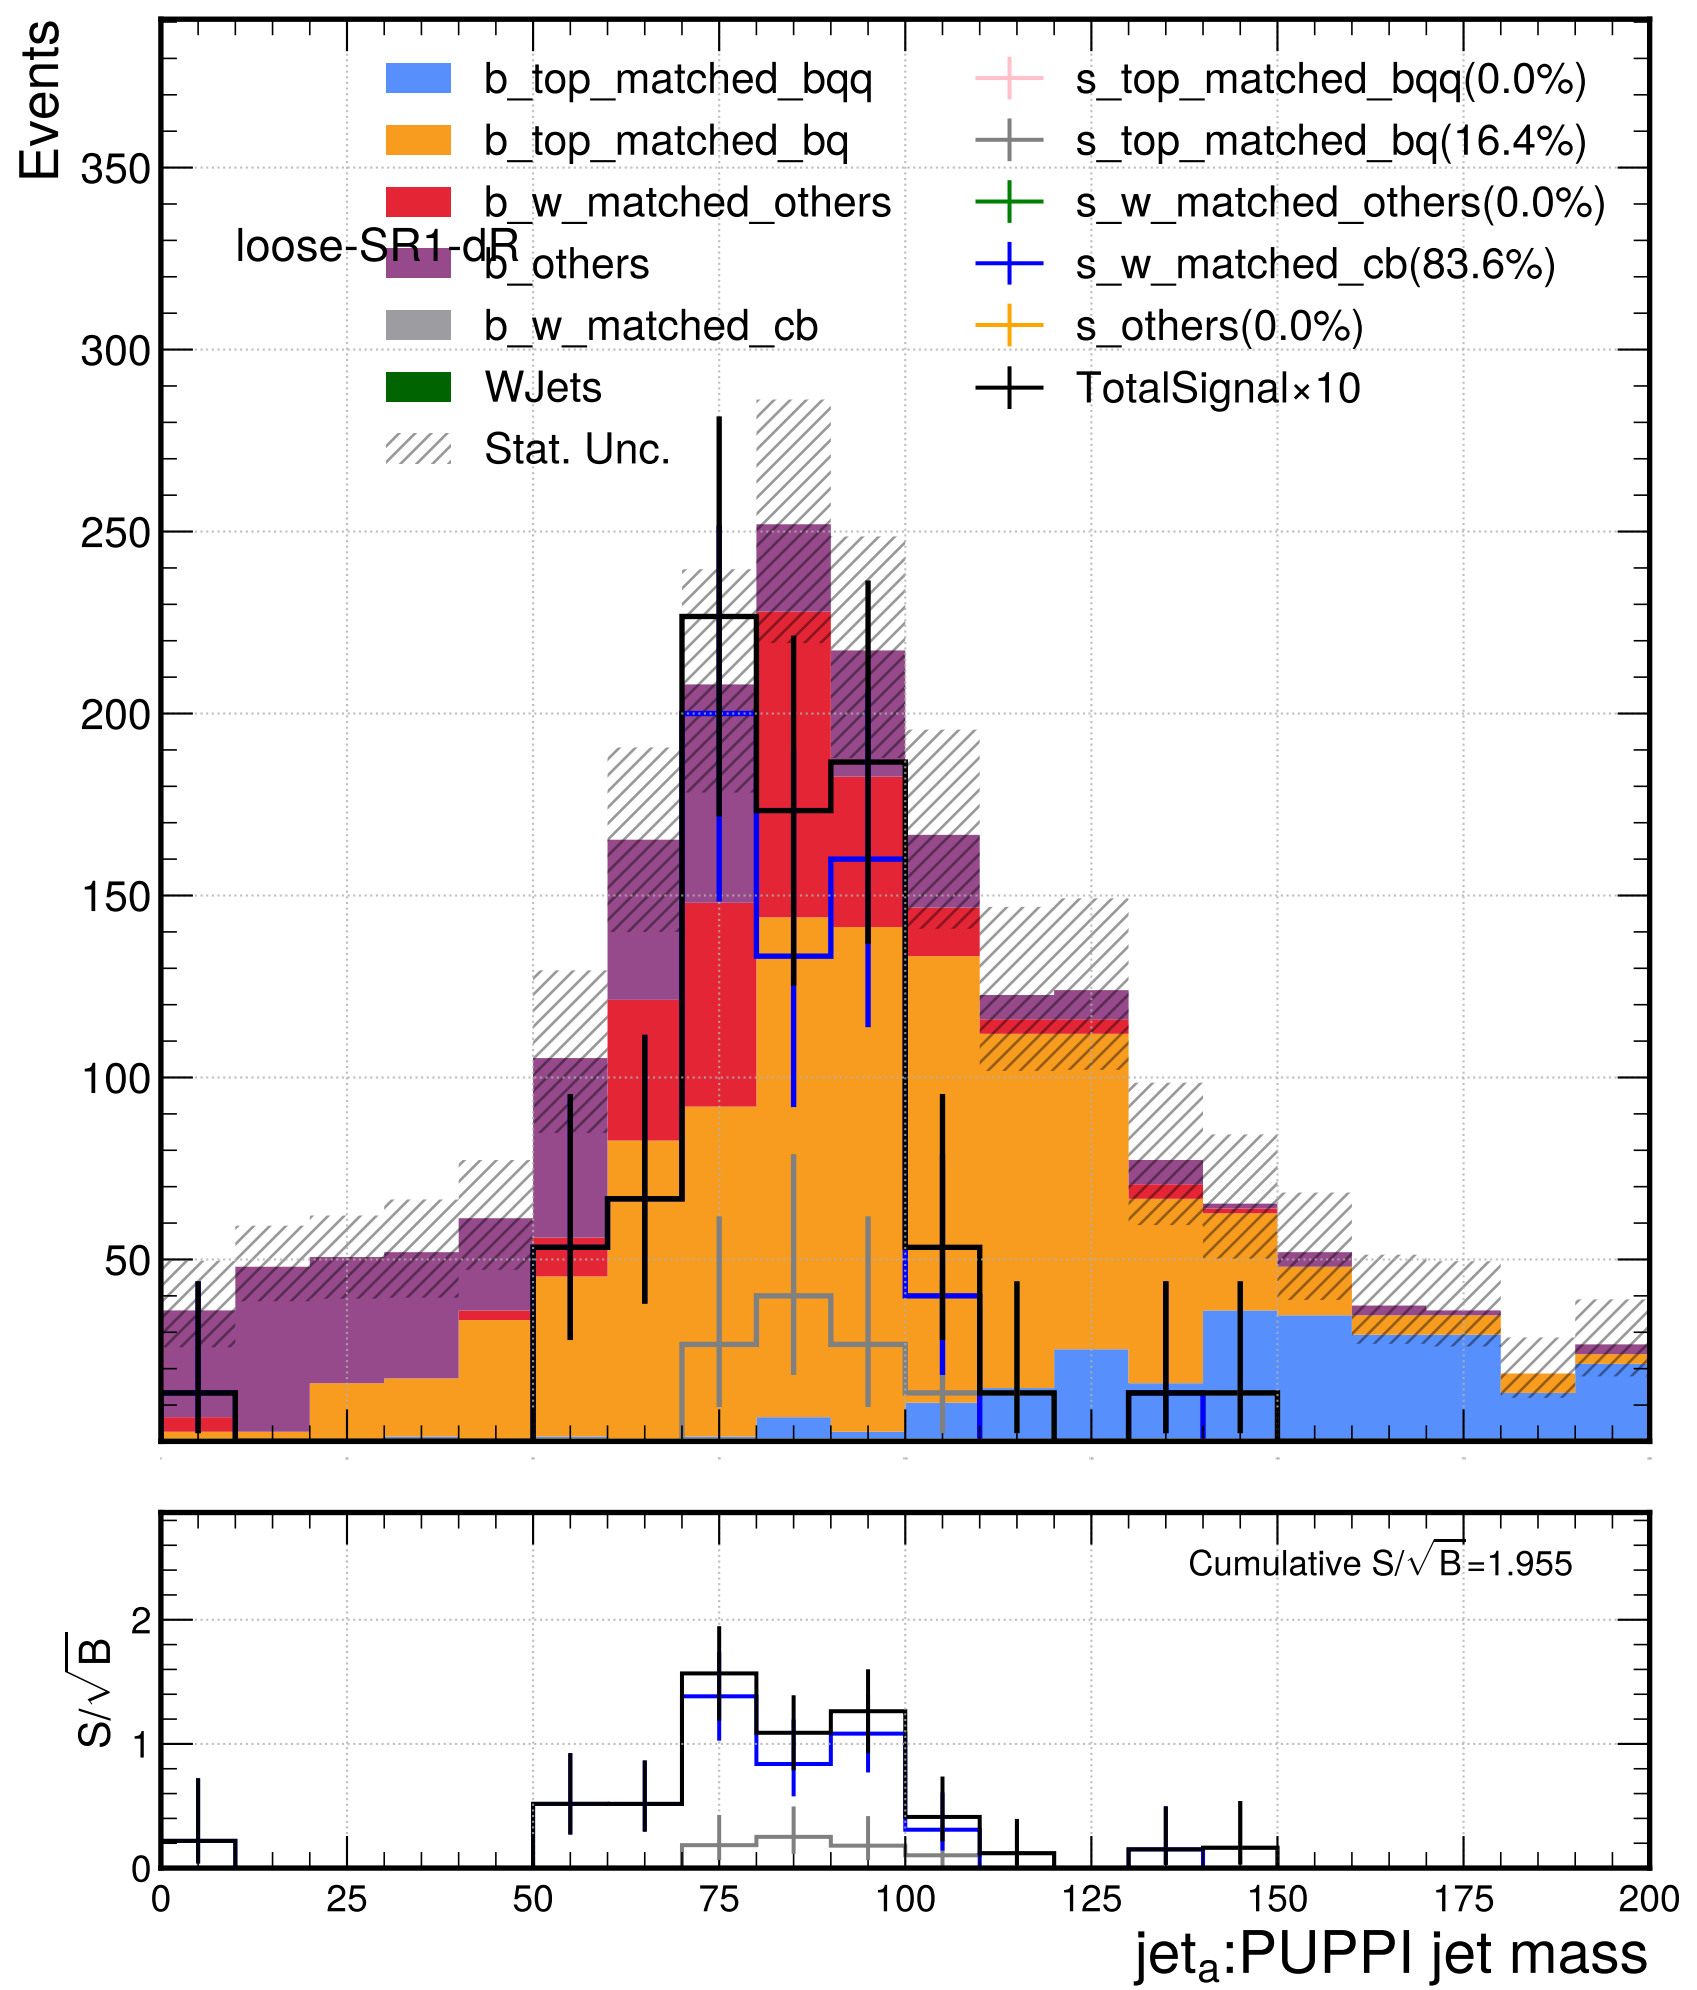 Events
b_top_matched_bqq
b_top_matched_bq
b_w_matched_others
b_others
b_w_matched_cb
WJets
Stat. Unc.
s_top_matched_bqq(0.0%)
s_top_matched_bq(16.4%)
s_w_matched_others(0.0%)
s_w_matched_cb(83.6%)
s_others(0.0%)
TotalSignal×10
loose-SR1-dR
350
300
250
200
150
100
50
Cumulative S/√B=1.955
S/√B
2
1
0
0 25 50 75 100 125 150 175 200
jetₐ:PUPPI jet mass